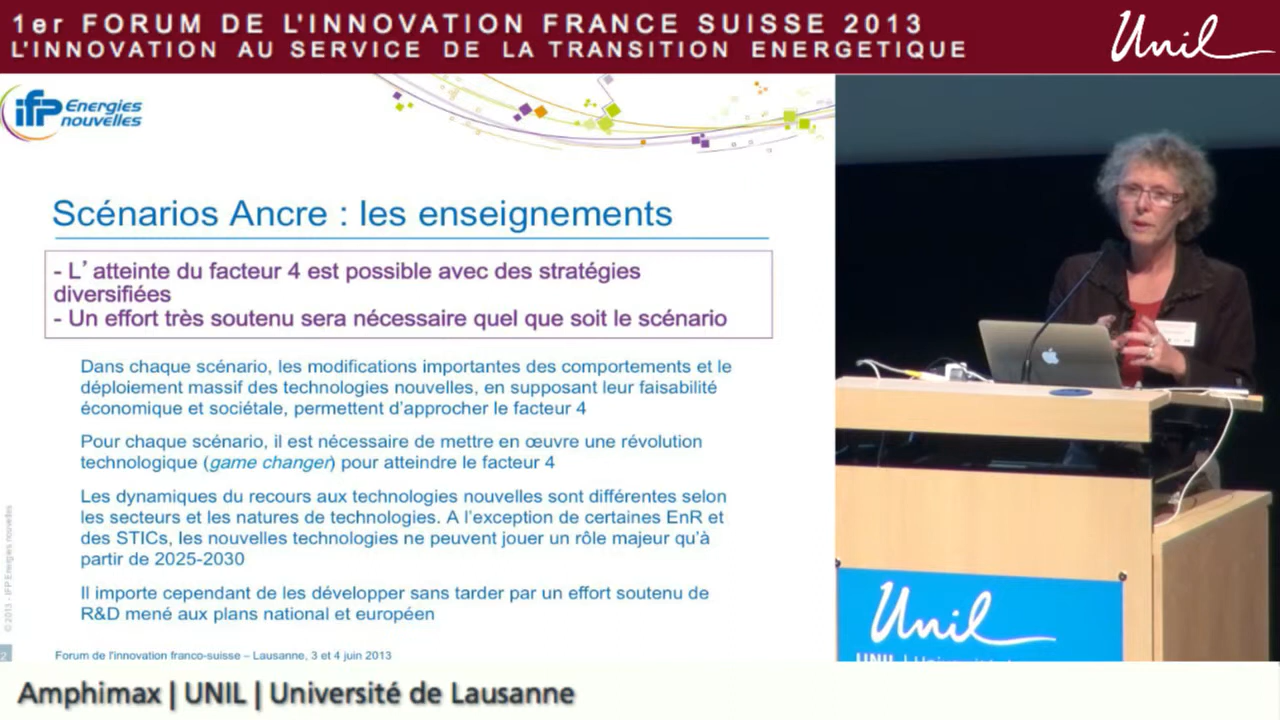 1er FORUM DE L'INNOVATION FRANCE SUISSE 2013
L'INNOVATION AU SERVICE DE LA TRANSITION ENERGETIQUE
Unil
ifp Energies
nouvelles
Scénarios Ancre : les enseignements
- L’ atteinte du facteur 4 est possible avec des stratégies
diversifiées
- Un effort très soutenu sera nécessaire quel que soit le scénario
Dans chaque scénario, les modifications importantes des comportements et le
déploiement massif des technologies nouvelles, en supposant leur faisabilité
économique et sociétale, permettent d’approcher le facteur 4
Pour chaque scénario, il est nécessaire de mettre en œuvre une révolution
technologique (game changer) pour atteindre le facteur 4
Les dynamiques du recours aux technologies nouvelles sont différentes selon
les secteurs et les natures de technologies. A l’exception de certaines EnR et
des STICs, les nouvelles technologies ne peuvent jouer un rôle majeur qu’à
partir de 2025-2030
Il importe cependant de les développer sans tarder par un effort soutenu de
R&D mené aux plans national et européen
© 2013 - IFP Energies nouvelles
2
Forum de l'innovation franco-suisse – Lausanne, 3 et 4 juin 2013
Unil
Amphimax | UNIL | Université de Lausanne